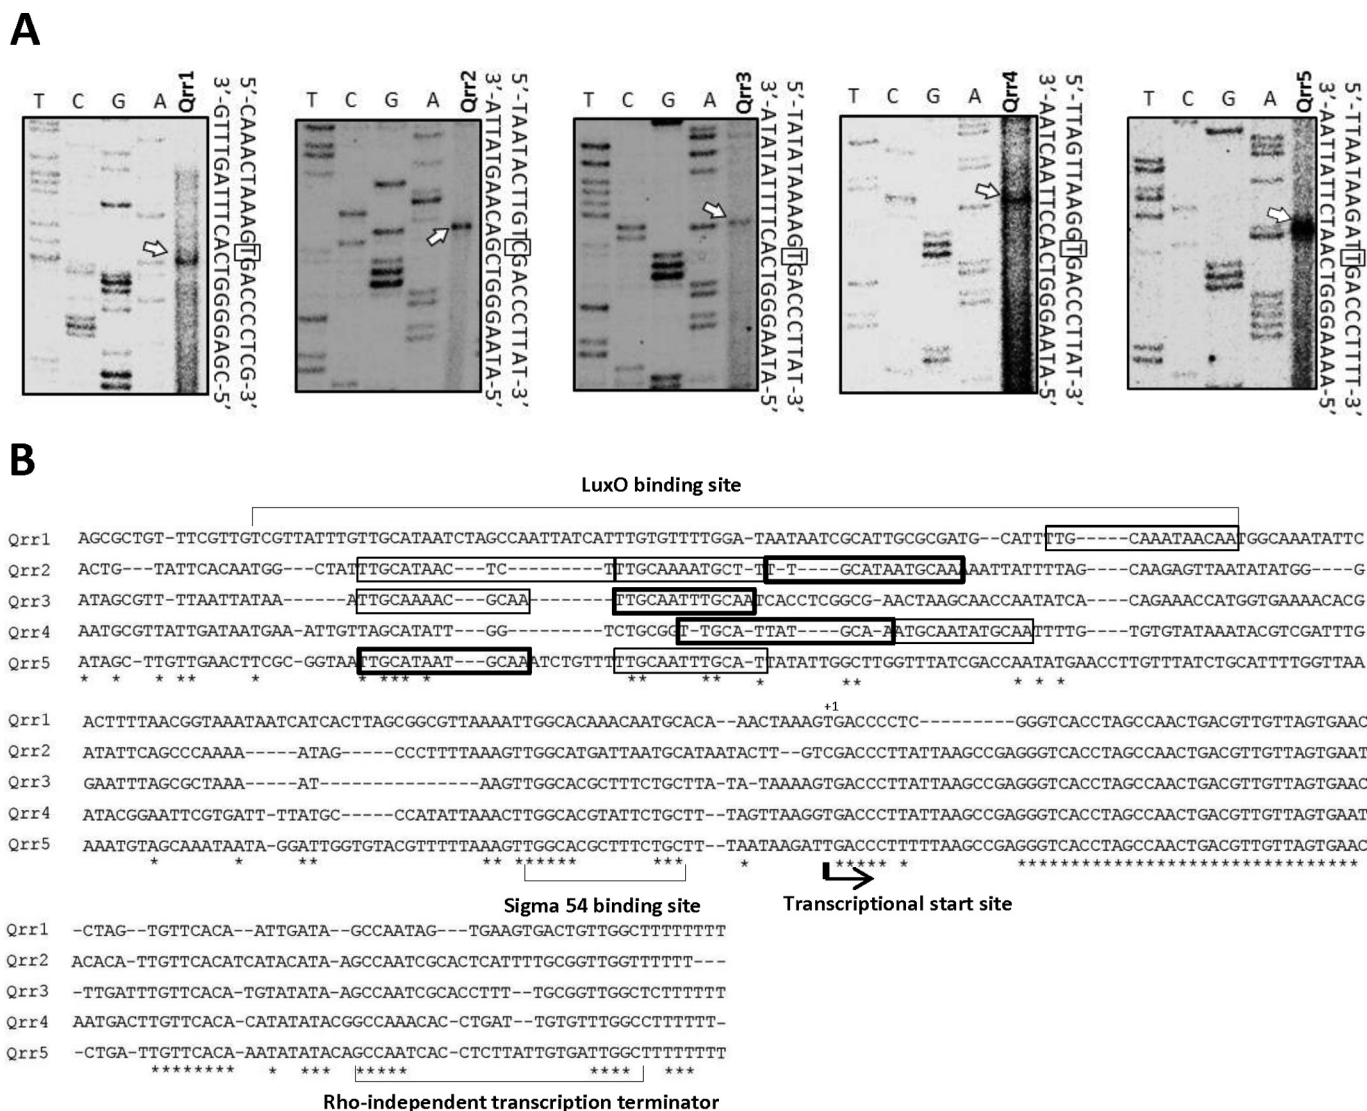 A
T C G A Qrr1
5'-CAAACTAAAGTGACCCCTCG-3'
3'-GTTTGATTTCACTGGGGAGC-5'
T C G A Qrr2
5'-TAATACTTGTCGACCCTTAT-3'
3'-ATTATGAACAGCTGGGAATA-5'
T C G A Qrr3
5'-TATATAAAAGTGACCCTTAT-3'
3'-ATATATTTTCACTGGGAATA-5'
T C G A Qrr4
5'-TTAGTTAAGGTGACCCTTAT-3'
3'-AATCAATTCCACTGGGAATA-5'
T C G A Qrr5
5'-TTAATAAGATTGACCCTTTT-3'
3'-AATTATTCTAACTGGGAAAA-5'
B
LuxO binding site
Qrr1 AGCGCTGT-TTCGTTGTCGTTATTTGTTGCATAATCTAGCCAATTATCATTTGTGTTTTGGA-TAATAATCGCATTGCGCGATG--CATTTTG-----CAAATAACAATGGCAAATATTC
Qrr2 ACTG---TATTCACAATGG---CTATTTGCATAAC---TC---------TTTGCAAAATGCT-TT-T----GCATAATGCAAAAATTATTTTAG-----CAAGAGTTAATATATGG----G
Qrr3 ATAGCGTT-TTAATTATAA------ATTGCAAAAC---GCAA--------TTGCAATTTGCAATCACCTCGGCG-AACTAAGCAACCAATATCA----CAGAAACCATGGTGAAAACACG
Qrr4 AATGCGTTATTGATAATGAA-ATTGTTAGCATATT---GG---------TCTGCGGT-TGCA-TTAT----GCA-AATGCAATATGCAATTTTG----TGTGTATAAATACGTCGATTTG
Qrr5 ATAGC-TTGTTGAACTTCGC-GGTAATTGCATAAT---GCAAATCTGTTTTTGCAATTTGCA-TTATATTGGCTTGGTTTATCGACCAATATGAACCTTGTTTATCTGCATTTTGGTTAA
* * * ** * * *** * ** ** * ** * * *
+1
Qrr1 ACTTTTAACGGTAAATAATCATCACTTAGCGGCGTTAAAATTGGCACAAACAATGCACA--AACTAAAGTGACCCCTC---------GGGTCACCTAGCCAACTGACGTTGTTAGTGAAC
Qrr2 ATATTCAGCCCAAAA-----ATAG-----CCCTTTTAAAGTTGGCATGATTAATGCATAATACTT--GTCGACCCTTATTAAGCCGAGGGTCACCTAGCCAACTGACGTTGTTAGTGAAT
Qrr3 GAATTTAGCGCTAAA-----AT---------------AAGTTGGCACGCTTTCTGCTTA-TA-TAAAAGTGACCCTTATTAAGCCGAGGGTCACCTAGCCAACTGACGTTGTTAGTGAAC
Qrr4 ATACGGAATTCGTGATT-TTATGC-----CCATATTAAACTTGGCACGTATTCTGCTT--TAGTTAAGGTGACCCTTATTAAGCCGAGGGTCACCTAGCCAACTGACGTTGTTAGTGAAT
Qrr5 AAATGTAGCAAATAATA-GGATTGGTGTACGTTTTTAAAGTTGGCACGCTTTCTGCTT--TAATAAGATTGACCCTTTTTAAGCCGAGGGTCACCTAGCCAACTGACGTTGTTAGTGAAC
* * ** ** ****** *** * ***** * ********************************
Sigma 54 binding site
Transcriptional start site
Qrr1 -CTAG--TGTTCACA--ATTGATA--GCCAATAG---TGAAGTGACTGTTGGCTTTTTTTT
Qrr2 ACACA-TTGTTCACATCATACATA-AGCCAATCGCACTCATTTTGCGGTTGGTTTTTT---
Qrr3 -TTGATTTGTTCACA-TGTATATA-AGCCAATCGCACCTTT--TGCGGTTGGCTCTTTTTT
Qrr4 AATGACTTGTTCACA-CATATATACGGCCAAACAC-CTGAT--TGTGTTTGGCCTTTTTT-
Qrr5 -CTGA-TTGTTCACA-AATATATACAGCCAATCAC-CTCTTATTGTGATTGGCTTTTTTTT
******** * *** ***** **** ***
Rho-independent transcription terminator